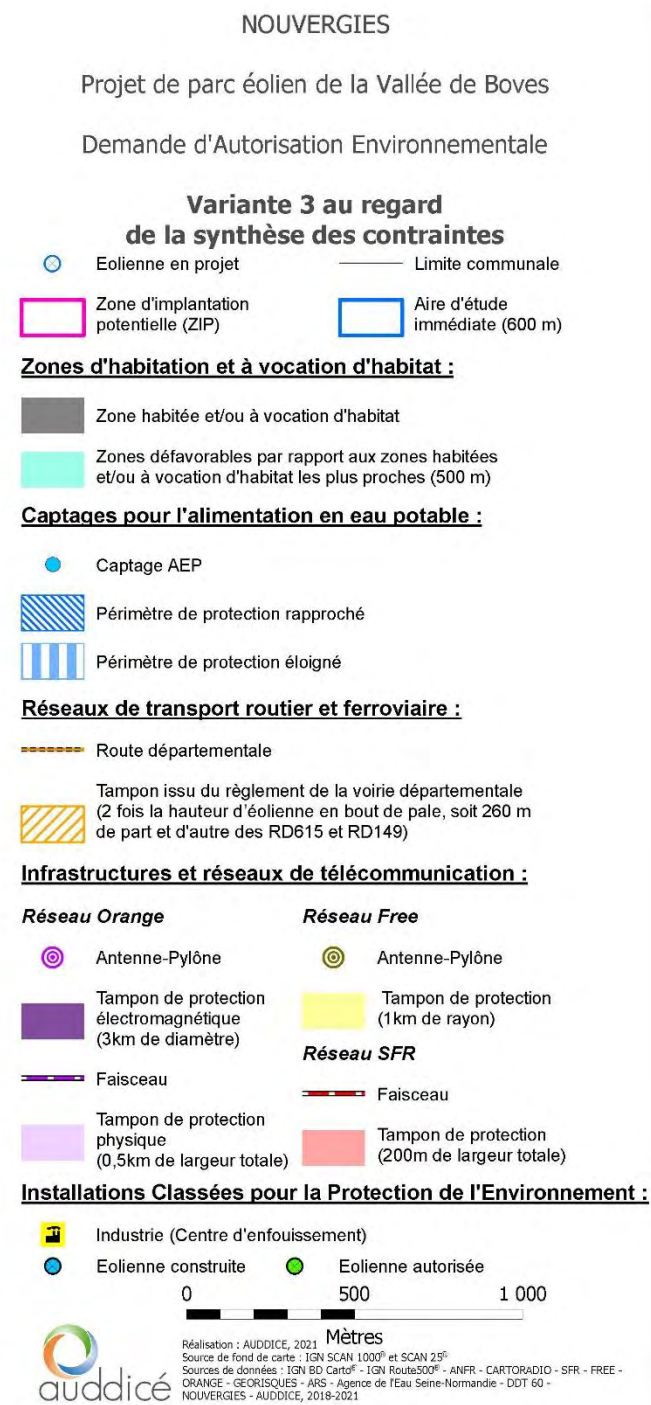 NOUVERGIES
Projet de parc éolien de la Vallée de Boves
Demande d'Autorisation Environnementale
Variante 3 au regard
de la synthèse des contraintes
Eolienne en projet
Limite communale
Zone d'implantation
potentielle (ZIP)
Aire d'étude
immédiate (600 m)
Zones d'habitation et à vocation d'habitat :
Zone habitée et/ou à vocation d'habitat
Zones défavorables par rapport aux zones habitées
et/ou à vocation d'habitat les plus proches (500 m)
Captages pour l'alimentation en eau potable :
Captage AEP
Périmètre de protection rapproché
Périmètre de protection éloigné
Réseaux de transport routier et ferroviaire :
Route départementale
Tampon issu du règlement de la voirie départementale
(2 fois la hauteur d'éolienne en bout de pale, soit 260 m
de part et d'autre des RD615 et RD149)
Infrastructures et réseaux de télécommunication :
Réseau Orange
Antenne-Pylône
Tampon de protection
électromagnétique
(3km de diamètre)
Faisceau
Tampon de protection
physique
(0,5km de largeur totale)
Réseau Free
Antenne-Pylône
Tampon de protection
(1km de rayon)
Réseau SFR
Faisceau
Tampon de protection
(200m de largeur totale)
Installations Classées pour la Protection de l'Environnement :
Industrie (Centre d'enfouissement)
Eolienne construite
Eolienne autorisée
0 500 1 000
Mètres
auddicé
Réalisation : AUDDICE, 2021
Source de fond de carte : IGN SCAN 1000® et SCAN 25®
Sources de données : IGN BD Carto® - IGN Route500® - ANFR - CARTORADIO - SFR - FREE -
ORANGE - GEORISQUES - ARS - Agence de l'Eau Seine-Normandie - DDT 60 -
NOUVERGIES - AUDDICE, 2018-2021